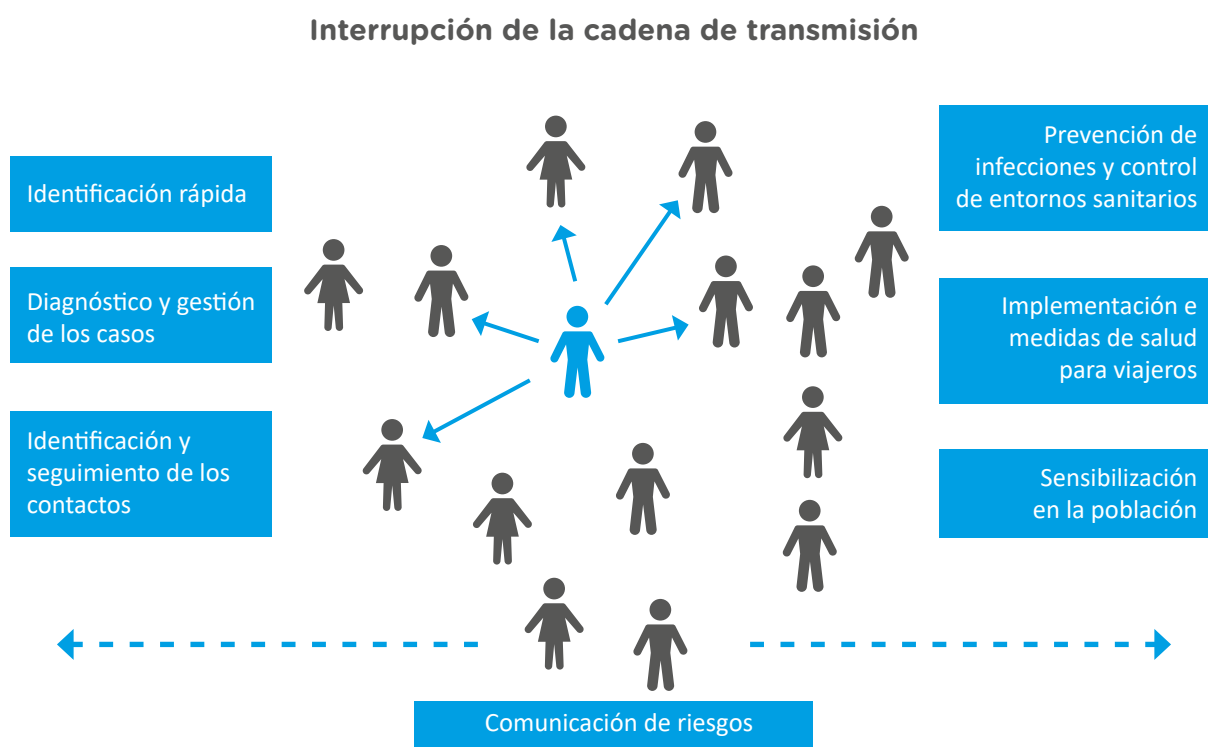 Interrupción de la cadena de transmisión
Identificación rápida
Diagnóstico y gestión
de los casos
Identificación y
seguimiento de los
contactos
Prevención de
infecciones y control
de entornos sanitarios
Implementación e
medidas de salud
para viajeros
Sensibilización
en la población
Comunicación de riesgos